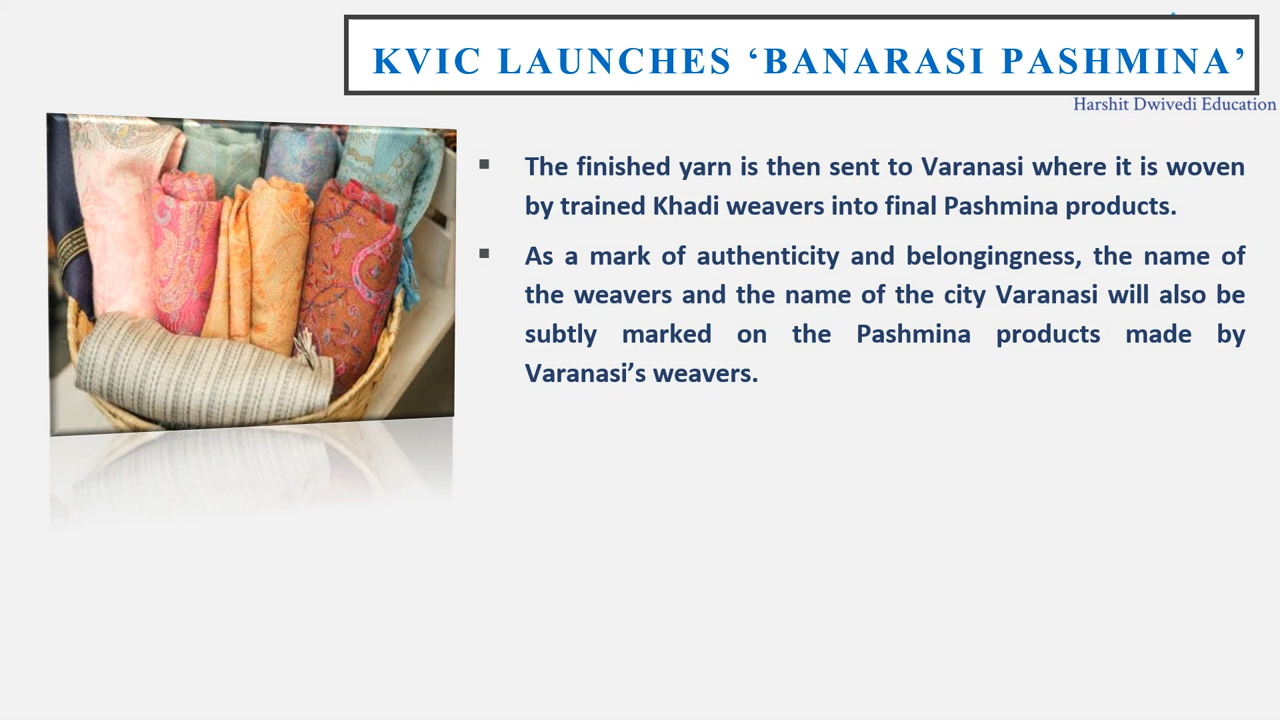 KVIC LAUNCHES ‘BANARASI PASHMINA’
Harshit Dwivedi Education
▪ The finished yarn is then sent to Varanasi where it is woven
by trained Khadi weavers into final Pashmina products.
▪ As a mark of authenticity and belongingness, the name of
the weavers and the name of the city Varanasi will also be
subtly marked on the Pashmina products made by
Varanasi’s weavers.